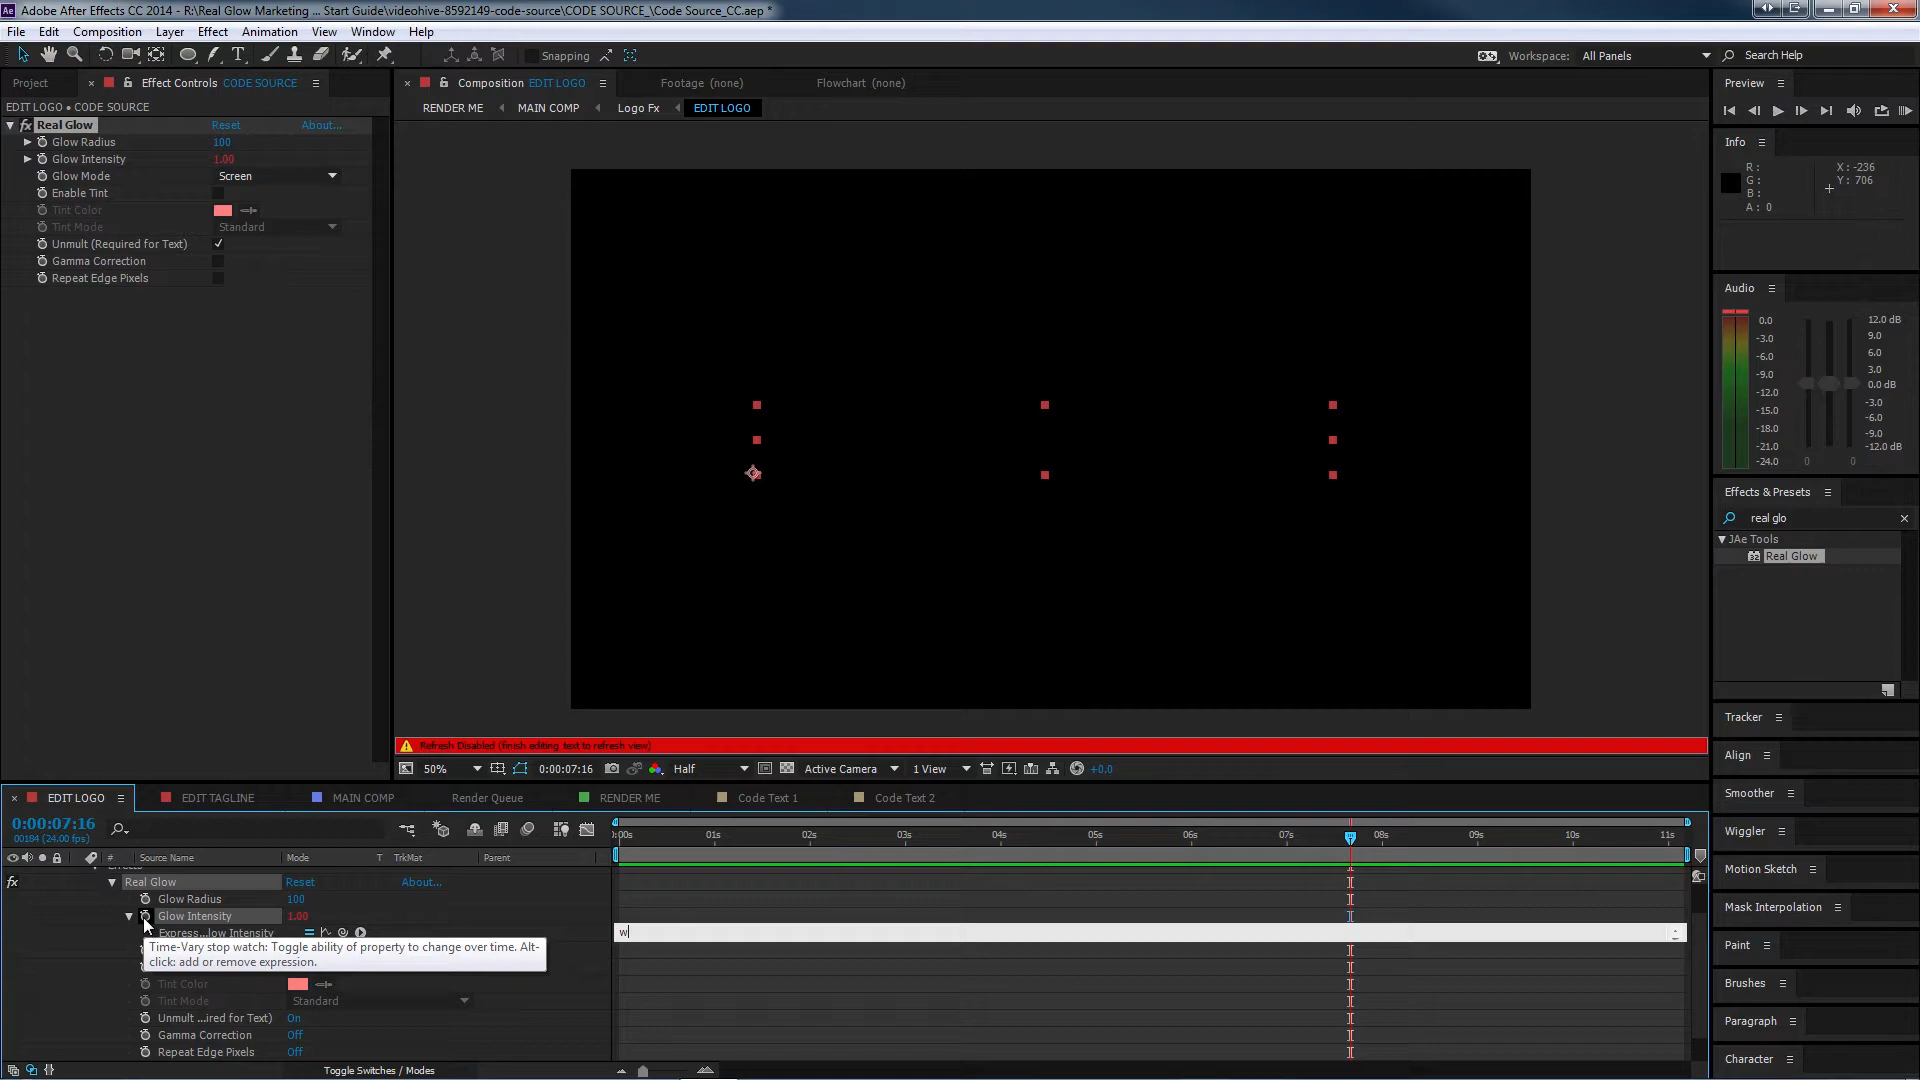 Adobe After Effects CC 2014 - R:\Real Glow Marketing ... Start Guide\videohive-8592149-code-source\CODE SOURCE_\Code Source_CC.aep *
File Edit Composition Layer Effect Animation View Window Help
Snapping
Workspace: All Panels
Search Help
Project
Effect Controls CODE SOURCE
Composition EDIT LOGO
Footage (none)
Flowchart (none)
Preview
EDIT LOGO • CODE SOURCE
RENDER ME MAIN COMP Logo Fx EDIT LOGO
fx Real Glow Reset About...
Glow Radius 100
Glow Intensity 1.00
Glow Mode Screen
Enable Tint
Tint Color
Tint Mode Standard
Unmult (Required for Text)
Gamma Correction
Repeat Edge Pixels
Info
R:
G:
B:
A: 0
X: -236
Y: 706
Audio
0.0
-3.0
-6.0
-9.0
-12.0
-15.0
-18.0
-21.0
-24.0
12.0 dB
9.0
6.0
3.0
0.0 dB
-3.0
-6.0
-9.0
-12.0 dB
0 0
Effects & Presets
real glo
JAe Tools
32 Real Glow
Tracker
Align
Smoother
Wiggler
Motion Sketch
Mask Interpolation
Paint
Brushes
Paragraph
Character
Refresh Disabled (finish editing text to refresh view)
50% 0:00:07:16 Half Active Camera 1 View +0.0
EDIT LOGO EDIT TAGLINE MAIN COMP Render Queue RENDER ME Code Text 1 Code Text 2
0:00:07:16
00184 (24.00 fps)
:00s 01s 02s 03s 04s 05s 06s 07s 08s 09s 10s 11s
# Source Name Mode T TrkMat Parent
fx Real Glow Reset About...
Glow Radius 100
Glow Intensity 1.00
Express...low Intensity
w
Time-Vary stop watch: Toggle ability of property to change over time. Alt-
click: add or remove expression.
Tint Color
Tint Mode Standard
Unmult ...ired for Text) On
Gamma Correction Off
Repeat Edge Pixels Off
Toggle Switches / Modes